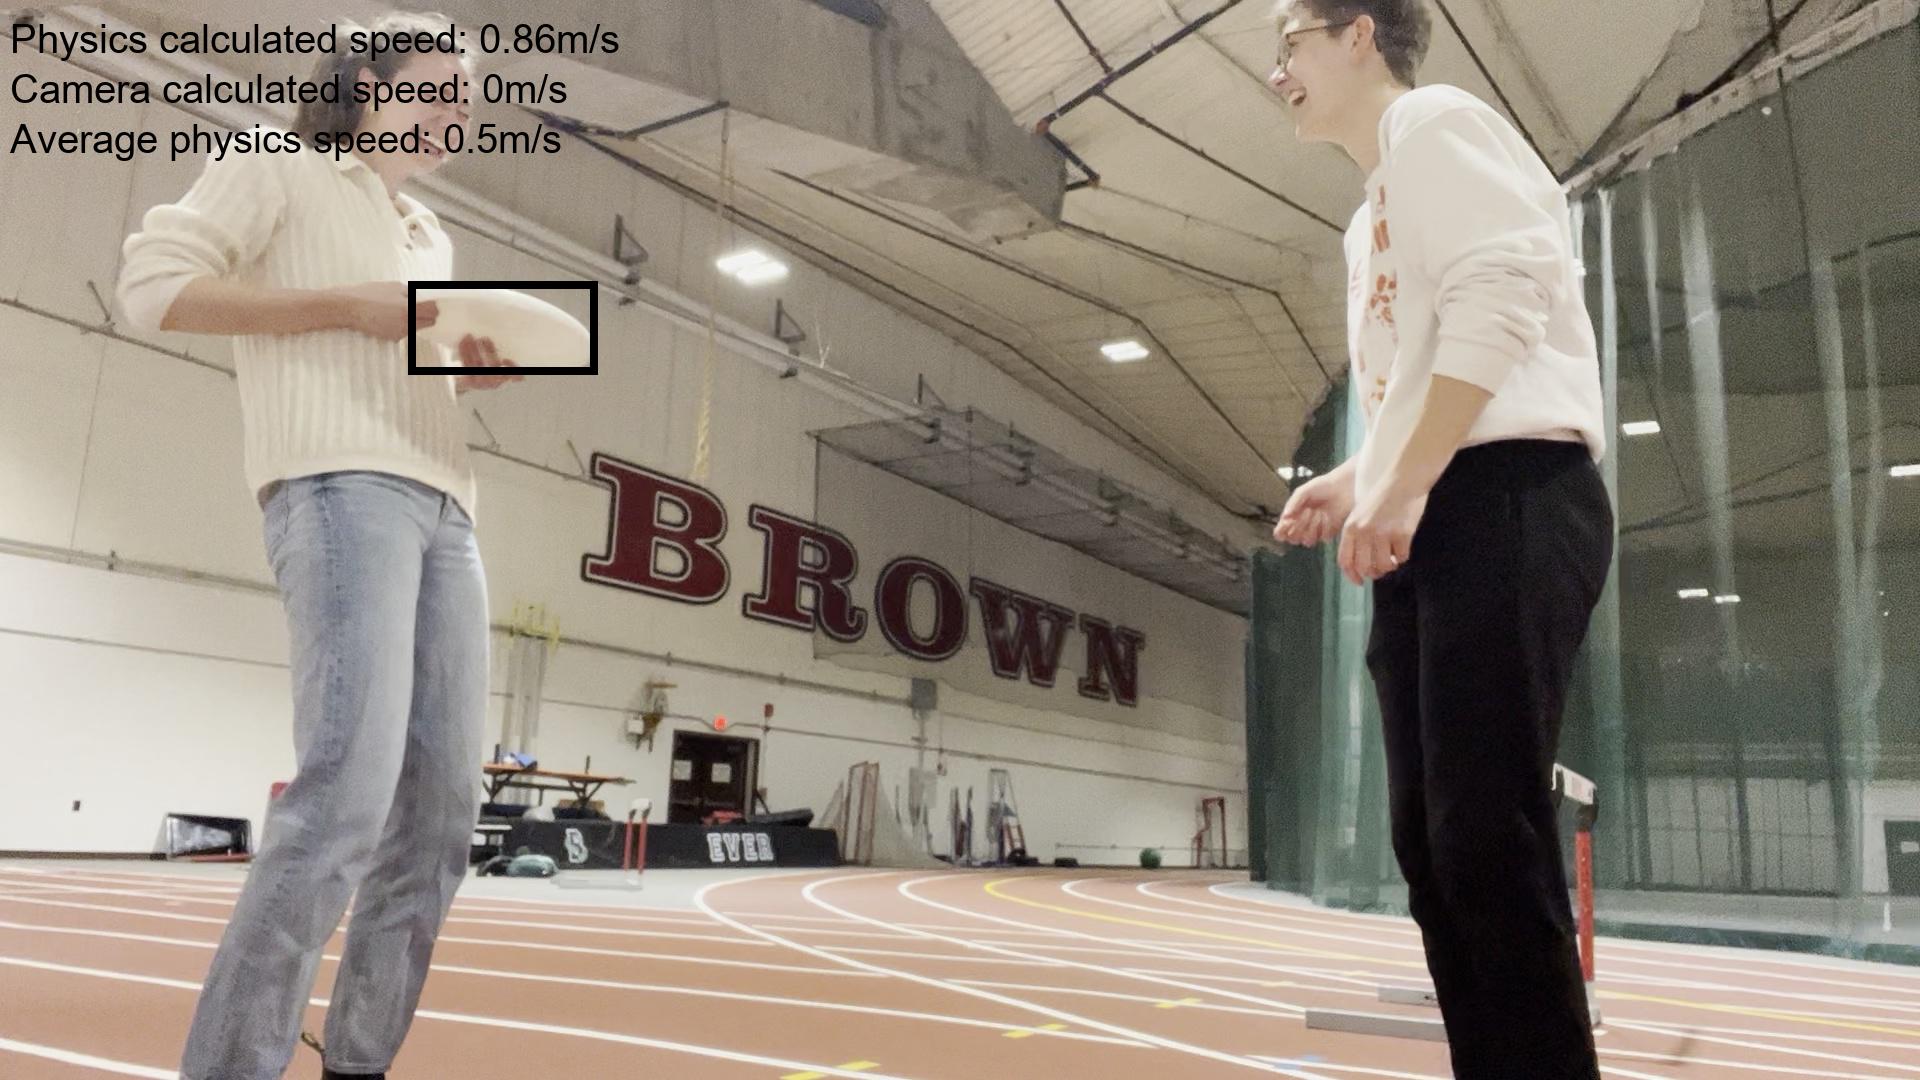 Physics calculated speed: 0.86m/s
Camera calculated speed: 0m/s
Average physics speed: 0.5m/s
BROWN
B
EVER